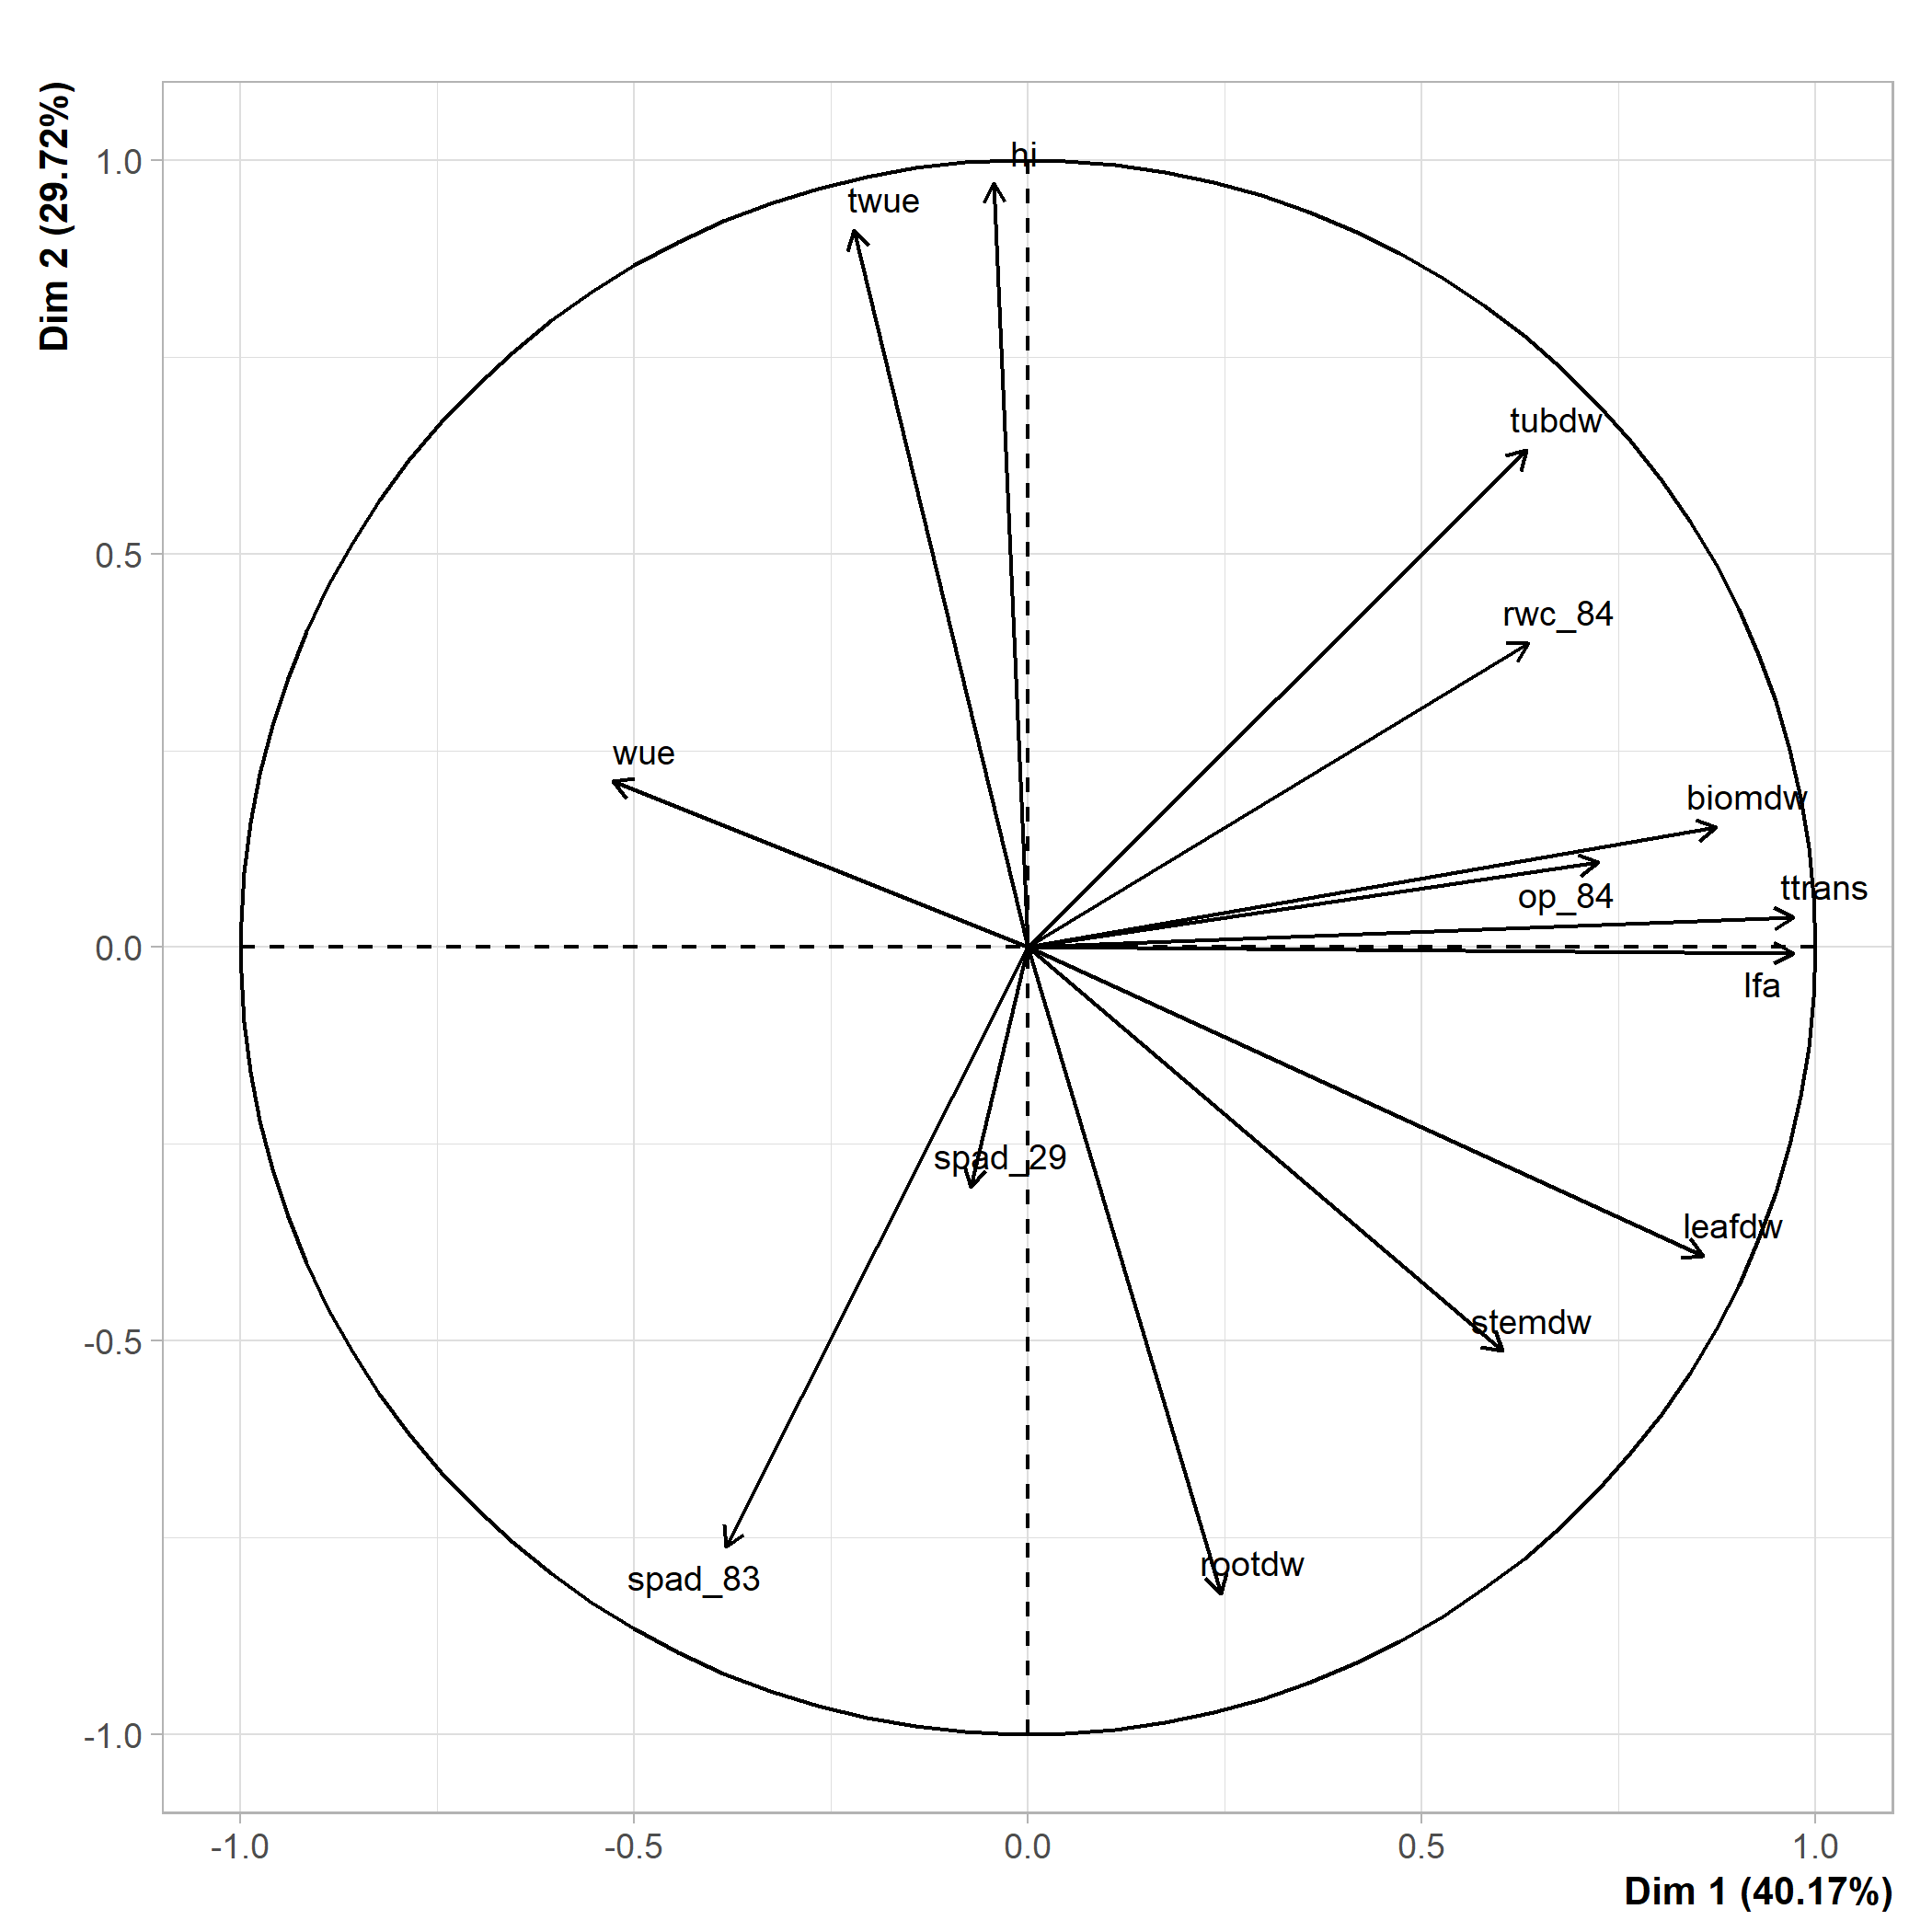 Dim 2 (29.72%)
1.0
0.5
0.0
-0.5
-1.0
hi
twue
tubdw
rwc_84
wue
biomdw
ttrans
op_84
lfa
spad_29
leafdw
stemdw
rootdw
spad_83
-1.0
-0.5
0.0
0.5
1.0
Dim 1 (40.17%)